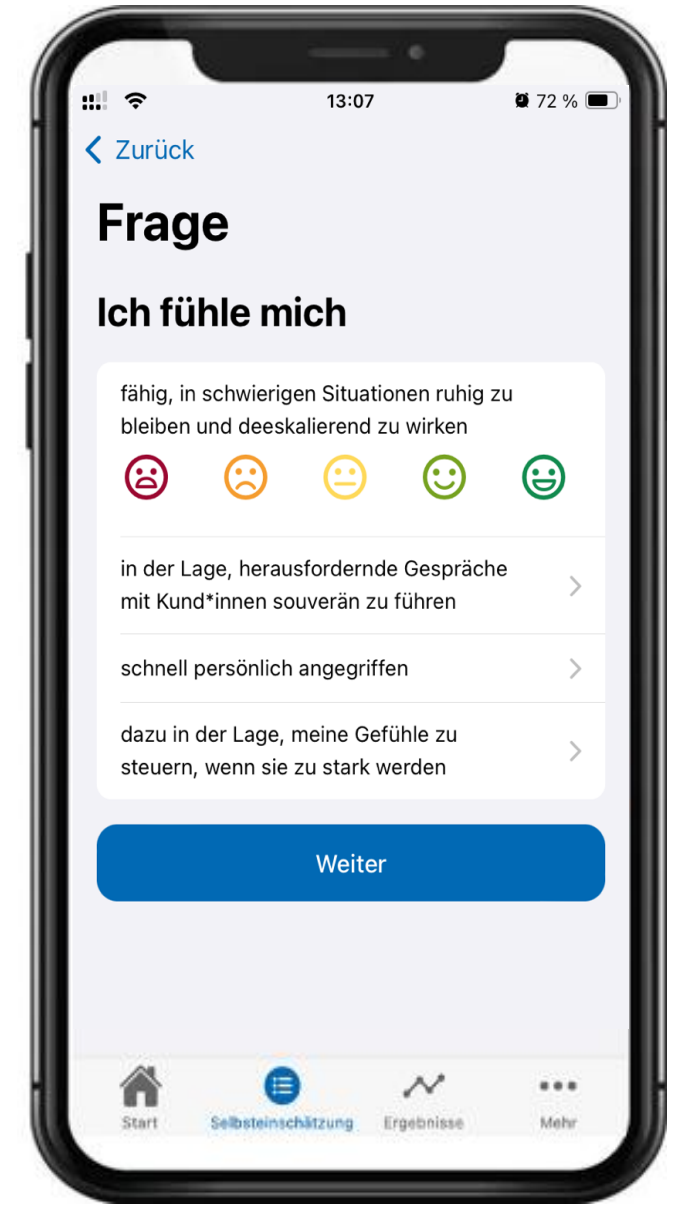 13:07
72 %
Zurück
Frage
Ich fühle mich
fähig, in schwierigen Situationen ruhig zu
bleiben und deeskalierend zu wirken
in der Lage, herausfordernde Gespräche
mit Kund*innen souverän zu führen
schnell persönlich angegriffen
dazu in der Lage, meine Gefühle zu
steuern, wenn sie zu stark werden
Weiter
Start
Selbsteinschätzung
Ergebnisse
Mehr